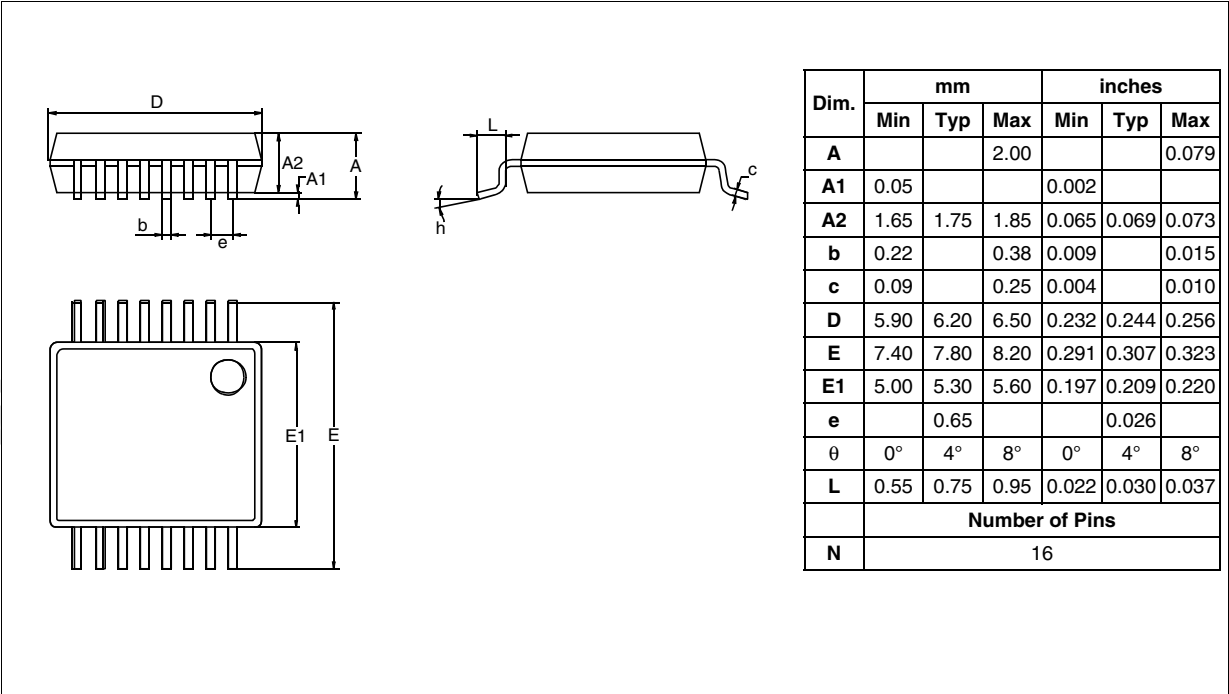 D
A2
A
A1
b
e
L
c
h
E1
E
Dim. mm inches
Min Typ Max Min Typ Max
A 2.00 0.079
A1 0.05 0.002
A2 1.65 1.75 1.85 0.065 0.069 0.073
b 0.22 0.38 0.009 0.015
c 0.09 0.25 0.004 0.010
D 5.90 6.20 6.50 0.232 0.244 0.256
E 7.40 7.80 8.20 0.291 0.307 0.323
E1 5.00 5.30 5.60 0.197 0.209 0.220
e 0.65 0.026
θ 0° 4° 8° 0° 4° 8°
L 0.55 0.75 0.95 0.022 0.030 0.037
Number of Pins
N 16